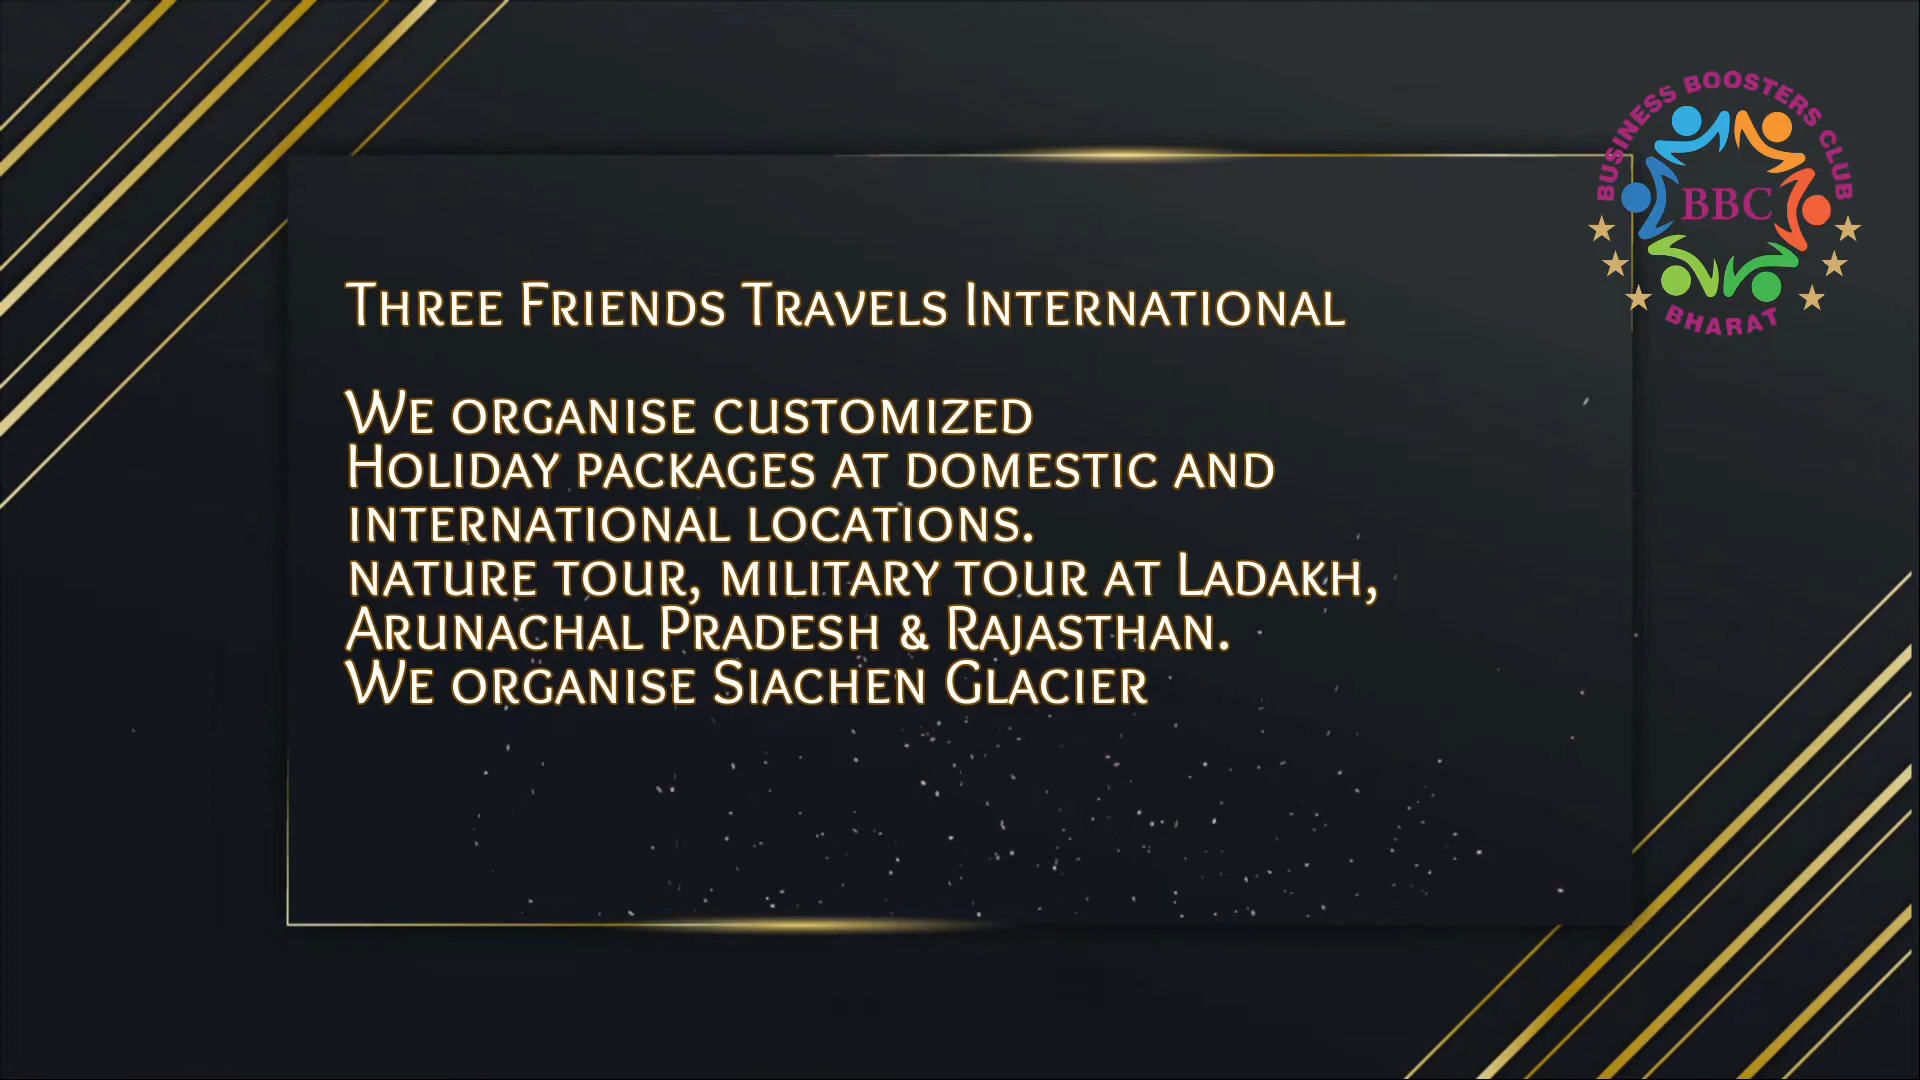 BUSINESS BOOSTERS CLUB
BBC
BHARAT
Three Friends Travels International
We organise customized
Holiday packages at domestic and
international locations.
nature tour, military tour at Ladakh,
Arunachal Pradesh & Rajasthan.
We organise Siachen Glacier